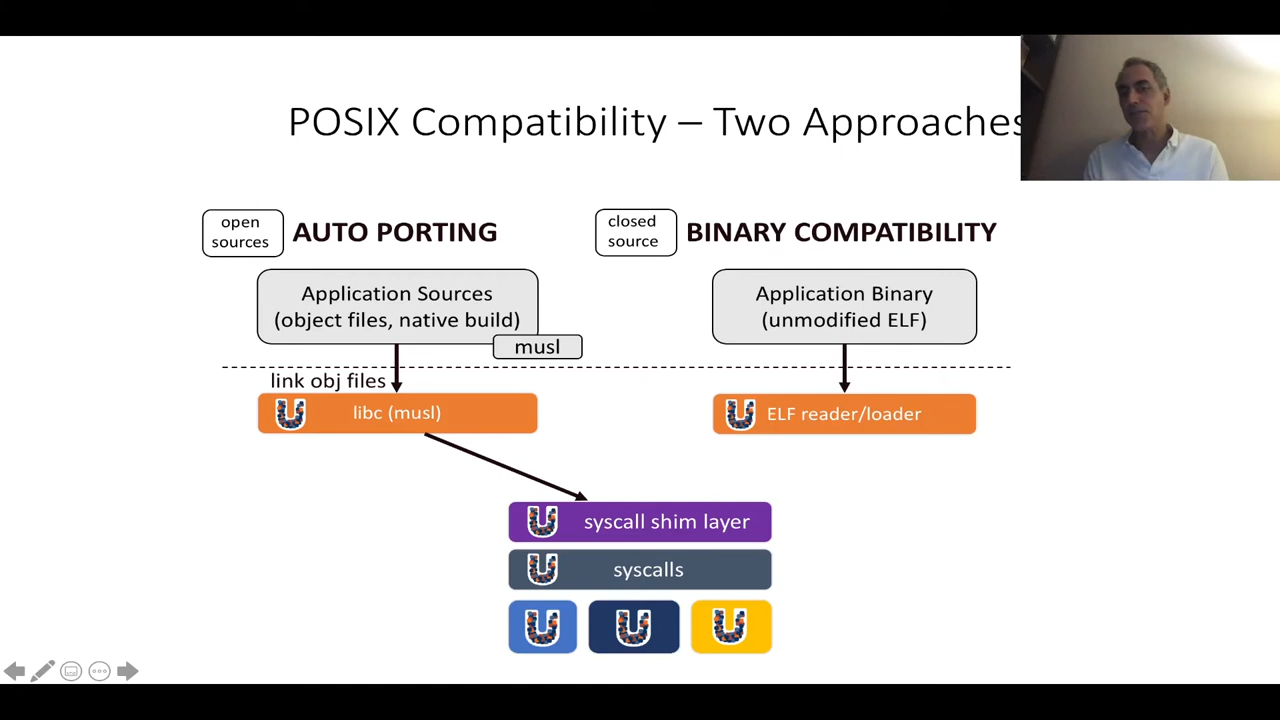 POSIX Compatibility – Two Approaches
open
sources
AUTO PORTING
closed
source
BINARY COMPATIBILITY
Application Sources
(object files, native build)
musl
Application Binary
(unmodified ELF)
link obj files
libc (musl)
ELF reader/loader
syscall shim layer
syscalls